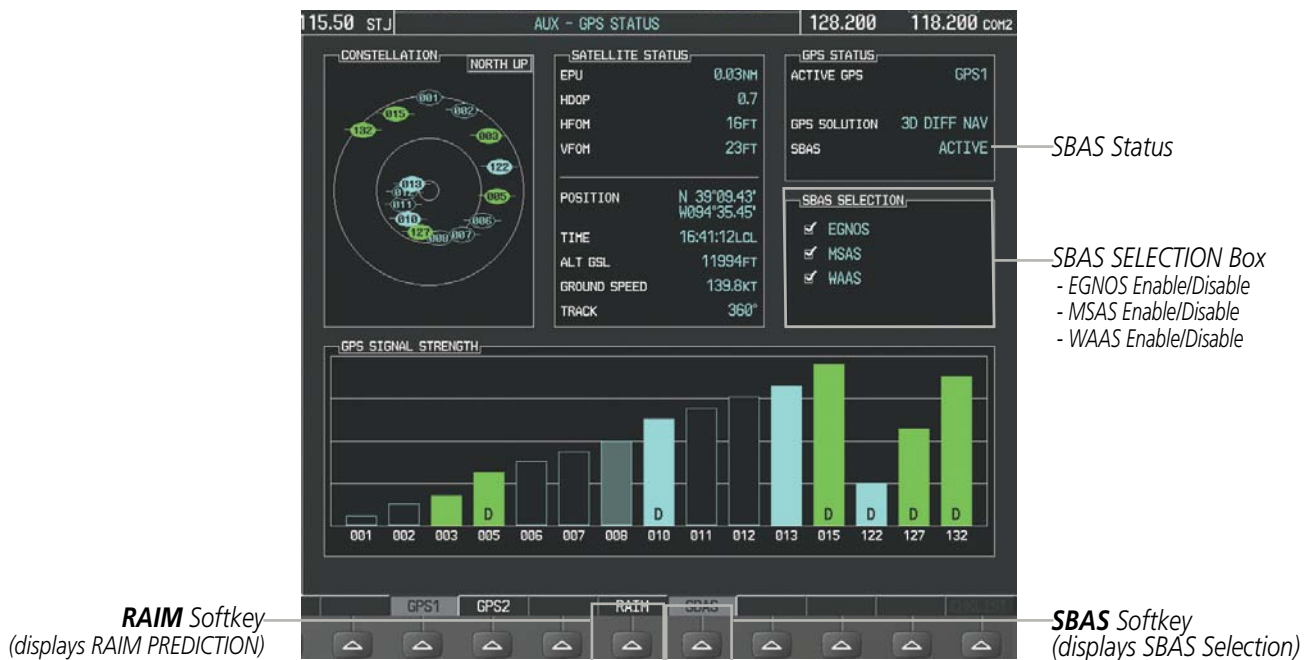 115.50 STJ AUX - GPS STATUS 128.200 118.200 COM2
CONSTELLATION
NORTH UP
001
002
015
132
003
122
013
012
005
011
010
006
127
008
007
SATELLITE STATUS
EPU 0.03NM
HDOP 0.7
HFOM 16FT
VFOM 23FT
POSITION N 39°09.43'
W094°35.45'
TIME 16:41:12LCL
ALT GSL 11994FT
GROUND SPEED 139.8KT
TRACK 360°
GPS STATUS
ACTIVE GPS GPS1
GPS SOLUTION 3D DIFF NAV
SBAS ACTIVE
SBAS Status
SBAS SELECTION
EGNOS
MSAS
WAAS
SBAS SELECTION Box
- EGNOS Enable/Disable
- MSAS Enable/Disable
- WAAS Enable/Disable
GPS SIGNAL STRENGTH
D D D D D D
001 002 003 005 006 007 008 010 011 012 013 015 122 127 132
GPS1 GPS2 RAIM SBAS
RAIM Softkey
(displays RAIM PREDICTION)
SBAS Softkey
(displays SBAS Selection)